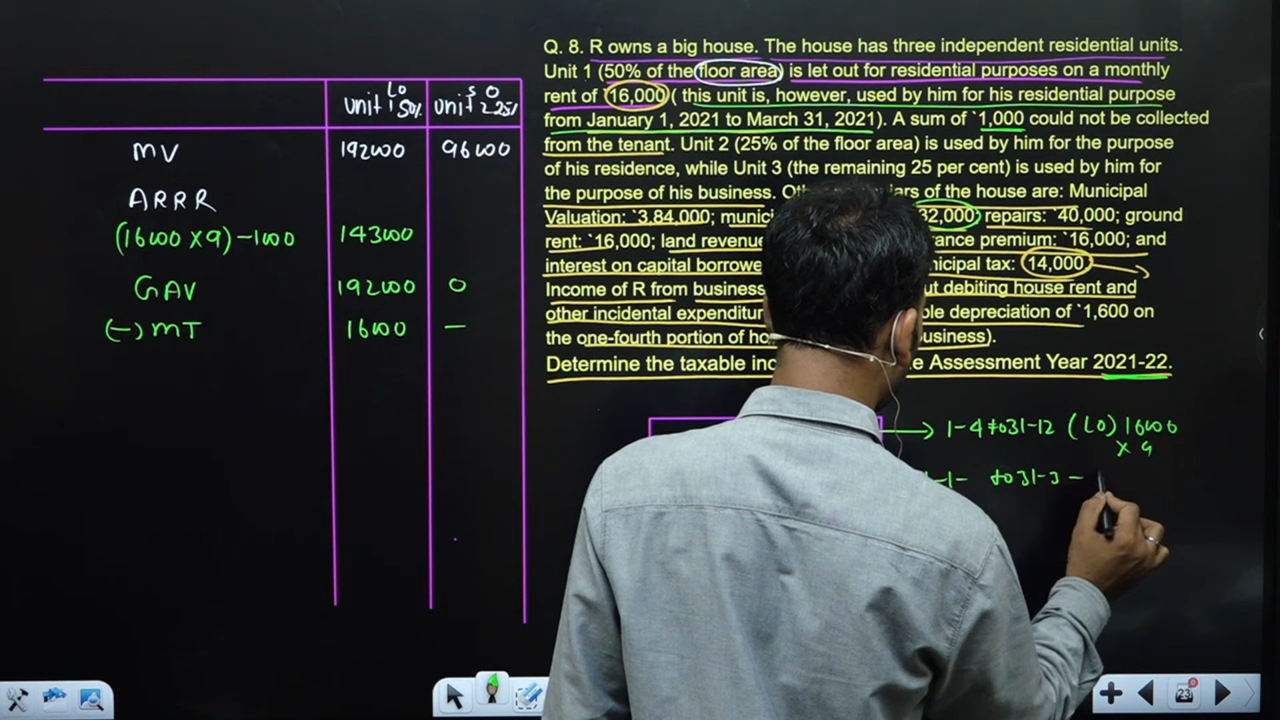 Q. 8. R owns a big house. The house has three independent residential units.
Unit 1 (50% of the floor area) is let out for residential purposes on a monthly
rent of `16,000 ( this unit is, however, used by him for his residential purpose
from January 1, 2021 to March 31, 2021). A sum of `1,000 could not be collected
from the tenant. Unit 2 (25% of the floor area) is used by him for the purpose
of his residence, while Unit 3 (the remaining 25 per cent) is used by him for
the purpose of his business. of the house are: Municipal
Valuation: `3,84,000; 32,000; repairs: `40,000; ground
rent: `16,000; land revenue premium: `16,000; and
interest on capital tax: 14,000
Income of R from business debiting house rent and
other incidental depreciation of `1,600 on
the one-fourth portion of
Determine the taxable Assessment Year 2021-22.
LO SO
Unit 1 50% Unit 2 25%
MV 192000 96000
ARRR
(16000 X 9) - 1000 143000
GAV 192000 0
(-) MT 16000 -
1-4 to 31-12 (LO) 16000
X 9
to 31-3 -
23